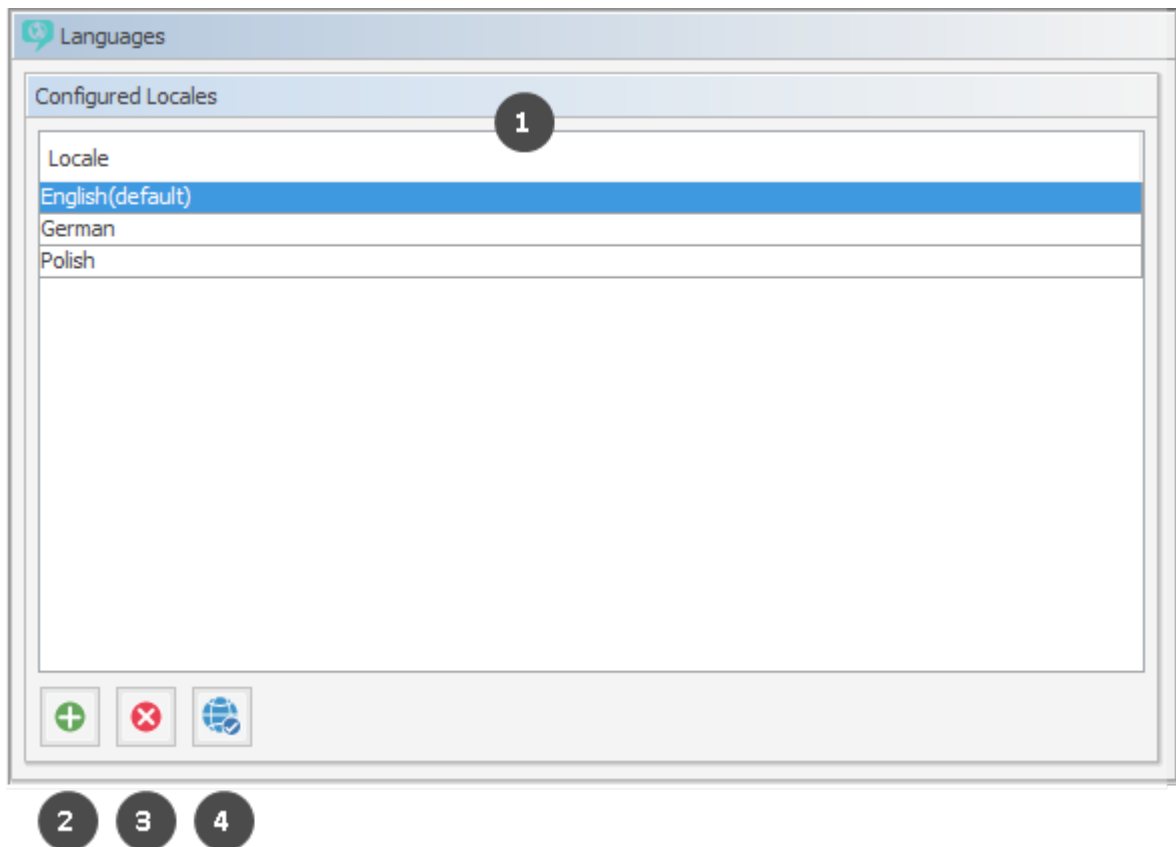 Languages
Configured Locales
1
Locale
English(default)
German
Polish
2 3 4